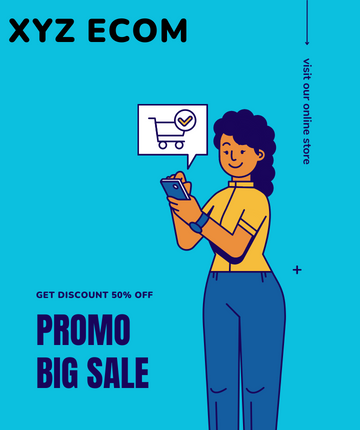 XYZ ECOM
visit our online store
GET DISCOUNT 50% OFF
PROMO
BIG SALE